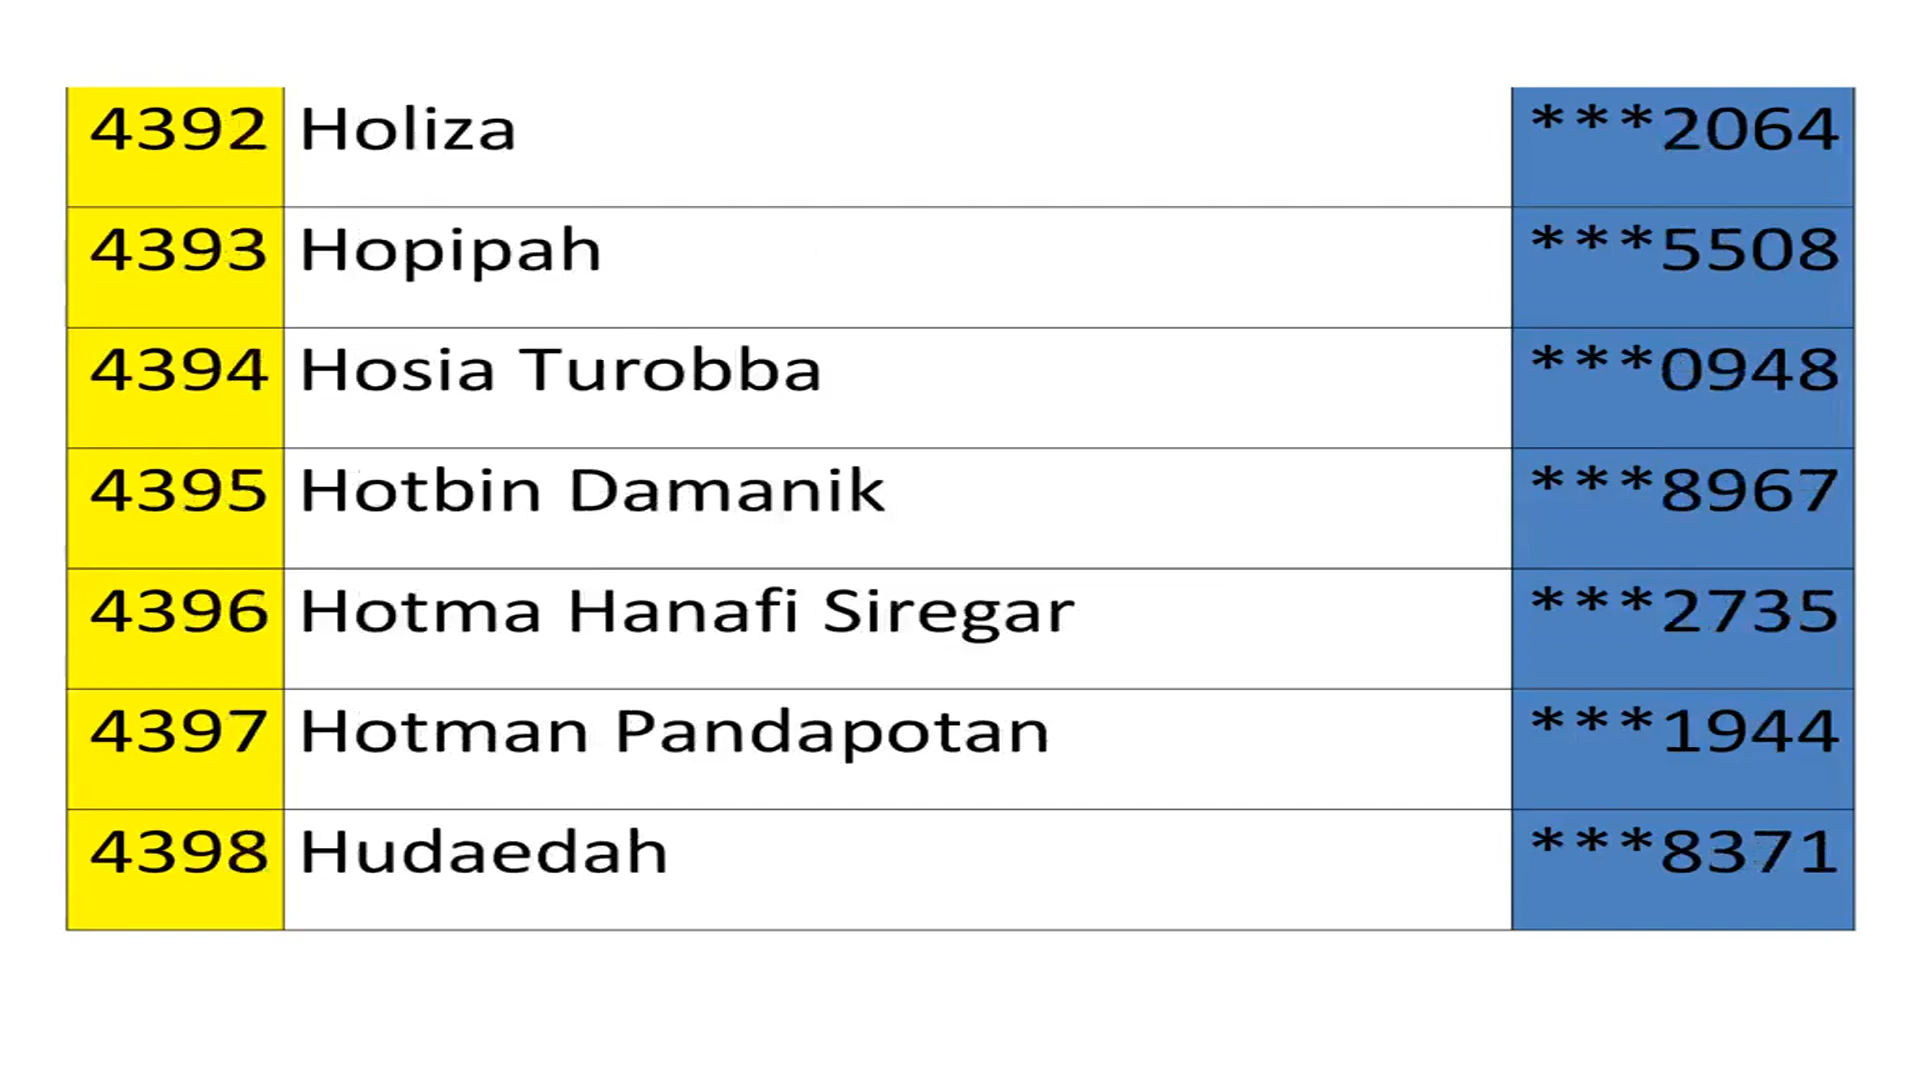 4392 Holiza ***2064
4393 Hopipah ***5508
4394 Hosia Turobba ***0948
4395 Hotbin Damanik ***8967
4396 Hotma Hanafi Siregar ***2735
4397 Hotman Pandapotan ***1944
4398 Hudaedah ***8371